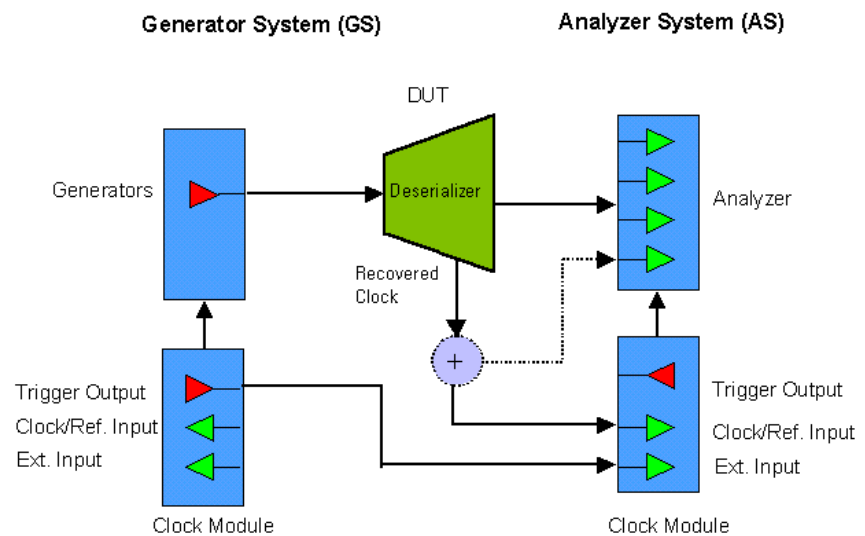 Generator System (GS)
Analyzer System (AS)
DUT
Generators
Deserializer
Analyzer
Recovered
Clock
+
Trigger Output
Clock/Ref. Input
Ext. Input
Clock Module
Trigger Output
Clock/Ref. Input
Ext. Input
Clock Module